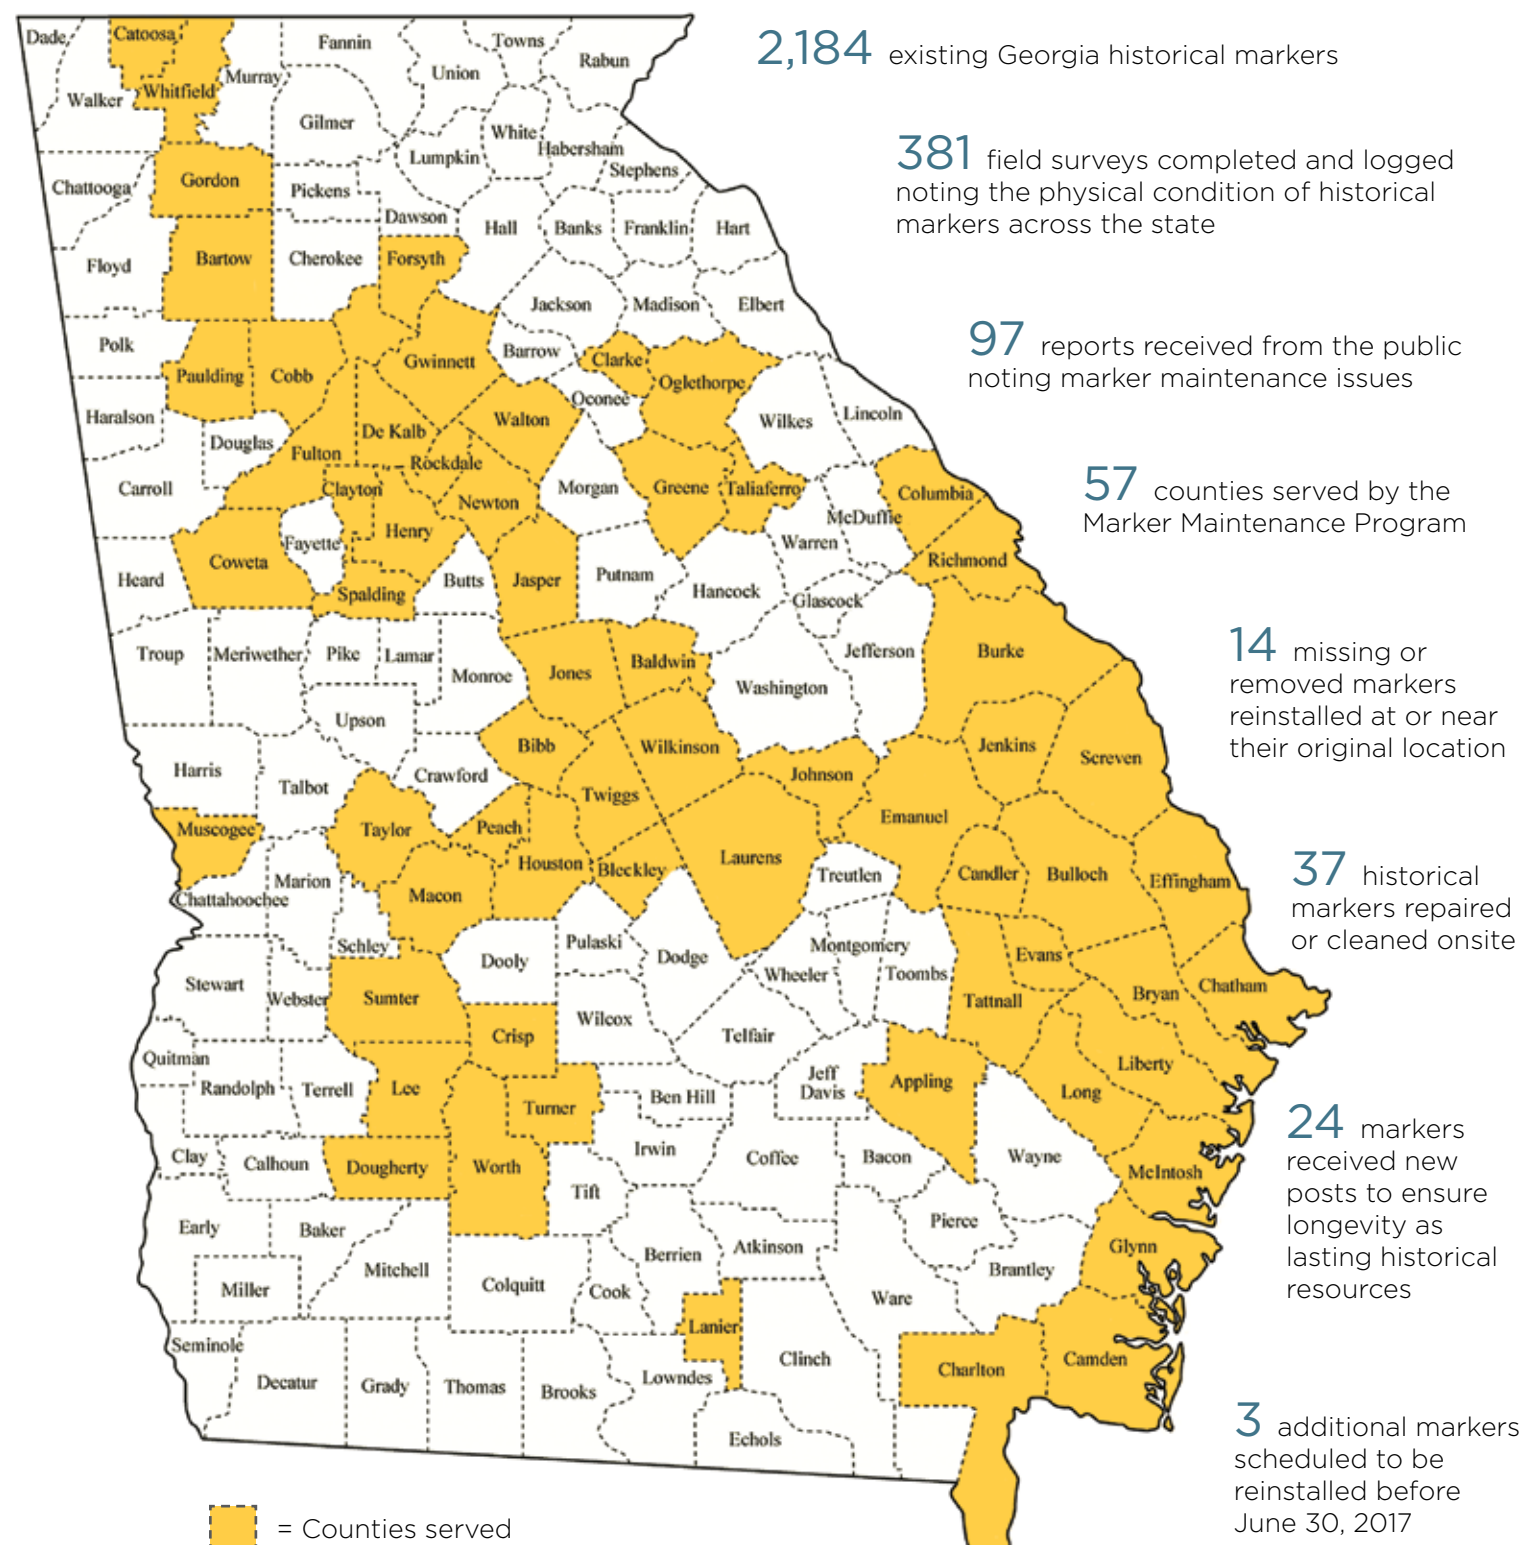 2,184 existing Georgia historical markers
381 field surveys completed and logged
noting the physical condition of historical
markers across the state
97 reports received from the public
noting marker maintenance issues
57 counties served by the
Marker Maintenance Program
14 missing or
removed markers
reinstalled at or near
their original location
37 historical
markers repaired
or cleaned onsite
24 markers
received new
posts to ensure
longevity as
lasting historical
resources
3 additional markers
scheduled to be
reinstalled before
June 30, 2017
Dade
Catoosa
Fannin
Towns
Rabun
Union
Murray
Whitfield
Walker
Gilmer
White
Habersham
Lumpkin
Stephens
Chattooga
Gordon
Pickens
Dawson
Hall
Banks
Franklin
Hart
Floyd
Bartow
Cherokee
Forsyth
Jackson
Madison
Elbert
Polk
Barrow
Clarke
Gwinnett
Paulding
Cobb
Oglethorpe
Oconee
Haralson
Douglas
De Kalb
Walton
Wilkes
Lincoln
Fulton
Rockdale
Carroll
Clayton
Newton
Morgan
Greene
Taliaferro
Columbia
McDuffie
Fayette
Henry
Warren
Coweta
Richmond
Heard
Spalding
Butts
Jasper
Putnam
Hancock
Glascock
Troup
Meriwether
Pike
Lamar
Monroe
Jones
Baldwin
Jefferson
Burke
Washington
Upson
Bibb
Wilkinson
Jenkins
Screven
Harris
Talbot
Crawford
Johnson
Twiggs
Muscogee
Taylor
Peach
Emanuel
Houston
Bleckley
Laurens
Treutlen
Candler
Bulloch
Effingham
Chattahoochee
Marion
Macon
Schley
Dooly
Pulaski
Dodge
Montgomery
Wheeler
Toombs
Evans
Stewart
Webster
Sumter
Tattnall
Bryan
Chatham
Crisp
Wilcox
Telfair
Quitman
Randolph
Terrell
Lee
Turner
Ben Hill
Jeff
Davis
Appling
Long
Liberty
Clay
Calhoun
Dougherty
Worth
Irwin
Coffee
Bacon
Wayne
McIntosh
Tift
Early
Baker
Pierce
Berrien
Atkinson
Glynn
Miller
Mitchell
Colquitt
Cook
Brantley
Ware
Seminole
Lanier
Clinch
Charlton
Camden
Decatur
Grady
Thomas
Brooks
Lowndes
Echols
= Counties served